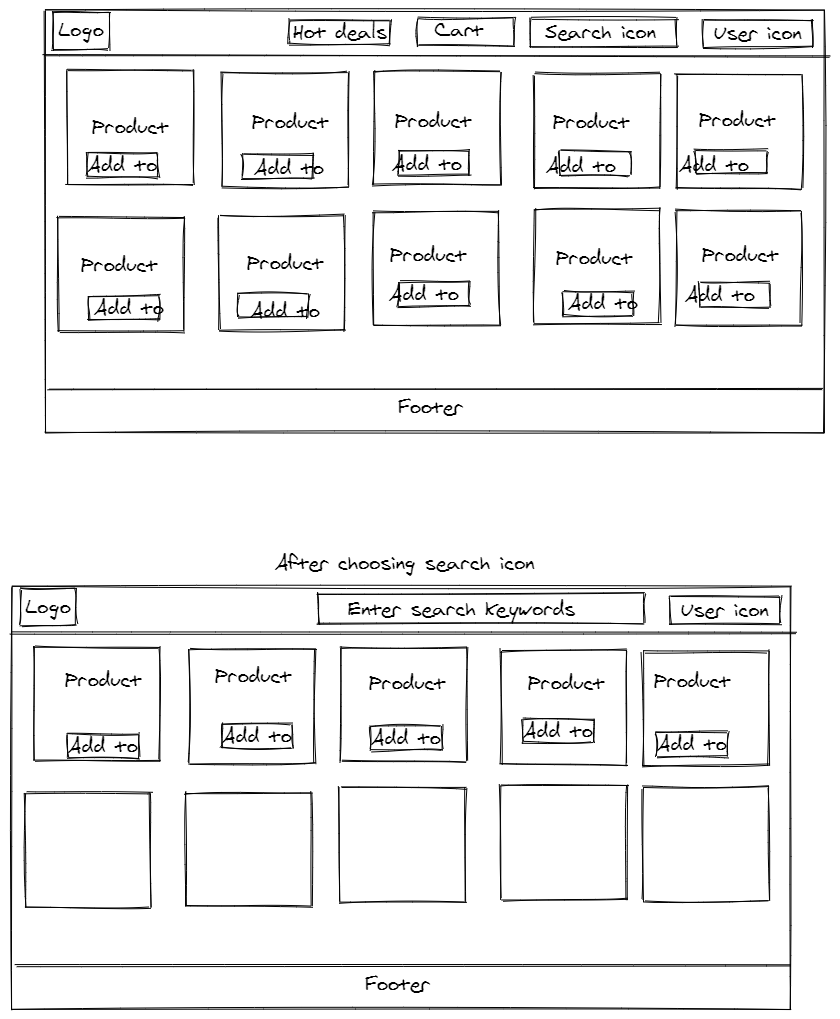 Logo
Hot deals
Cart
Search icon
User icon
Product
Product
Product
Product
Product
Add to
Add to
Add to
Add to
Add to
Product
Product
Product
Product
Product
Add to
Add to
Add to
Add to
Add to
Footer
After choosing search icon
Logo
Enter search keywords
User icon
Product
Product
Product
Product
Product
Add to
Add to
Add to
Add to
Add to
Footer